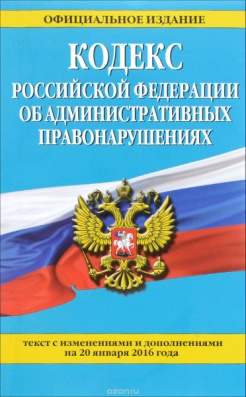 ОФИЦИАЛЬНОЕ ИЗДАНИЕ
КОДЕКС
РОССИЙСКОЙ ФЕДЕРАЦИИ
ОБ АДМИНИСТРАТИВНЫХ
ПРАВОНАРУШЕНИЯХ
ТЕКСТ С ИЗМЕНЕНИЯМИ И ДОПОЛНЕНИЯМИ
НА 20 ЯНВАРЯ 2016 ГОДА
ozon.ru